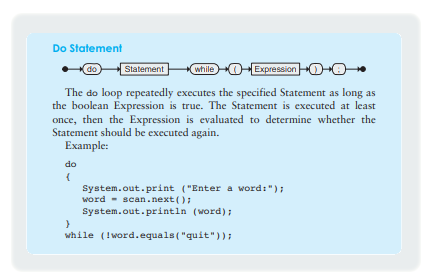 Do Statement
do Statement while ( Expression ) ;
The do loop repeatedly executes the specified Statement as long as
the boolean Expression is true. The Statement is executed at least
once, then the Expression is evaluated to determine whether the
Statement should be executed again.
Example:
do
{
System.out.print ("Enter a word:");
word = scan.next();
System.out.println (word);
}
while (!word.equals("quit"));